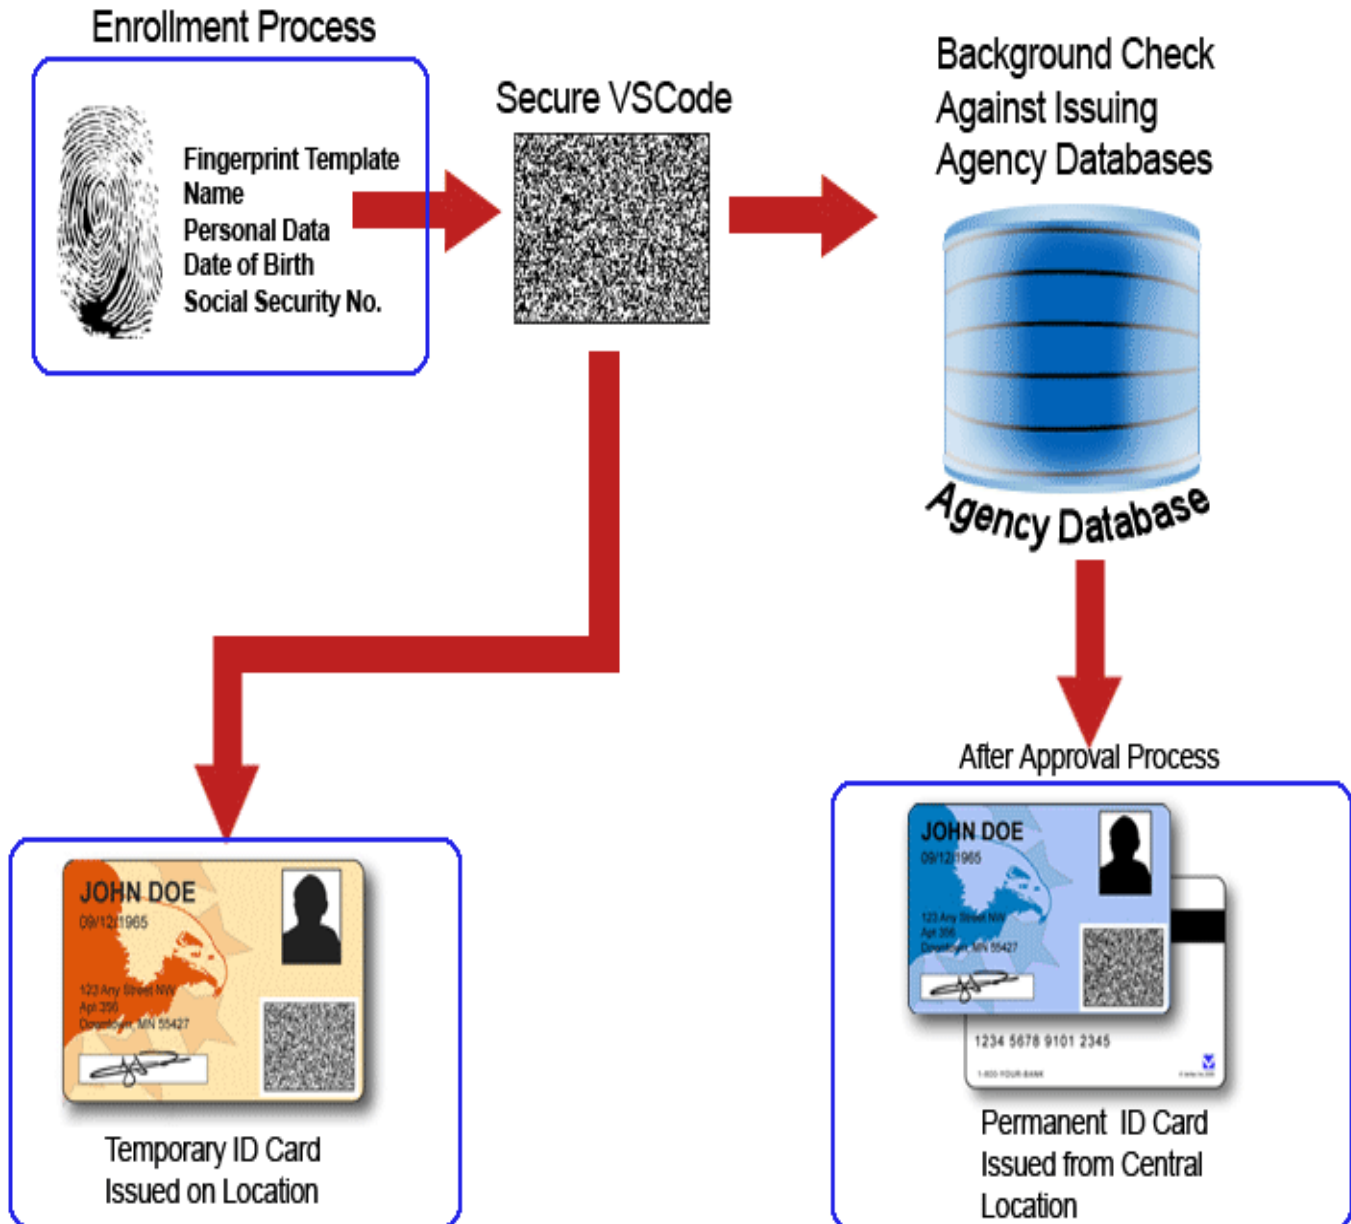 Enrollment Process
Fingerprint Template
Name
Personal Data
Date of Birth
Social Security No.
Secure VSCode
Background Check
Against Issuing
Agency Databases
Agency Database
After Approval Process
JOHN DOE
09/12/1965
123 Any Street NW
Apt 356
Downtown, MN 55427
Temporary ID Card
Issued on Location
JOHN DOE
09/12/1965
123 Any Street NW
Apt 356
Downtown, MN 55427
1234 5678 9101 2345
1-800-YOUR-BANK
Permanent ID Card
Issued from Central
Location